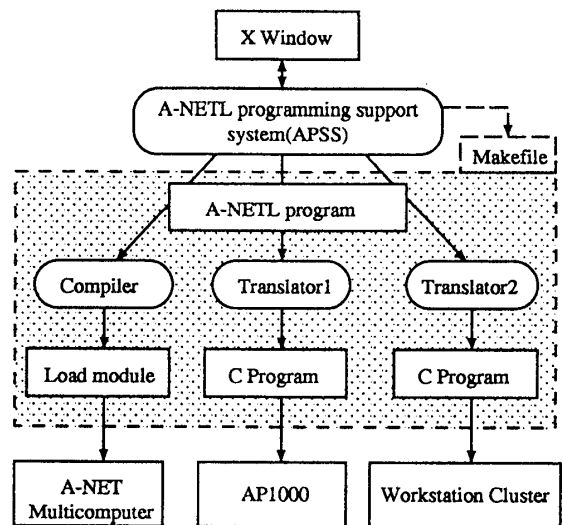 X Window
A-NETL programming support
system(APSS)
Makefile
A-NETL program
Compiler
Translator1
Translator2
Load module
C Program
C Program
A-NET
Multicomputer
AP1000
Workstation Cluster